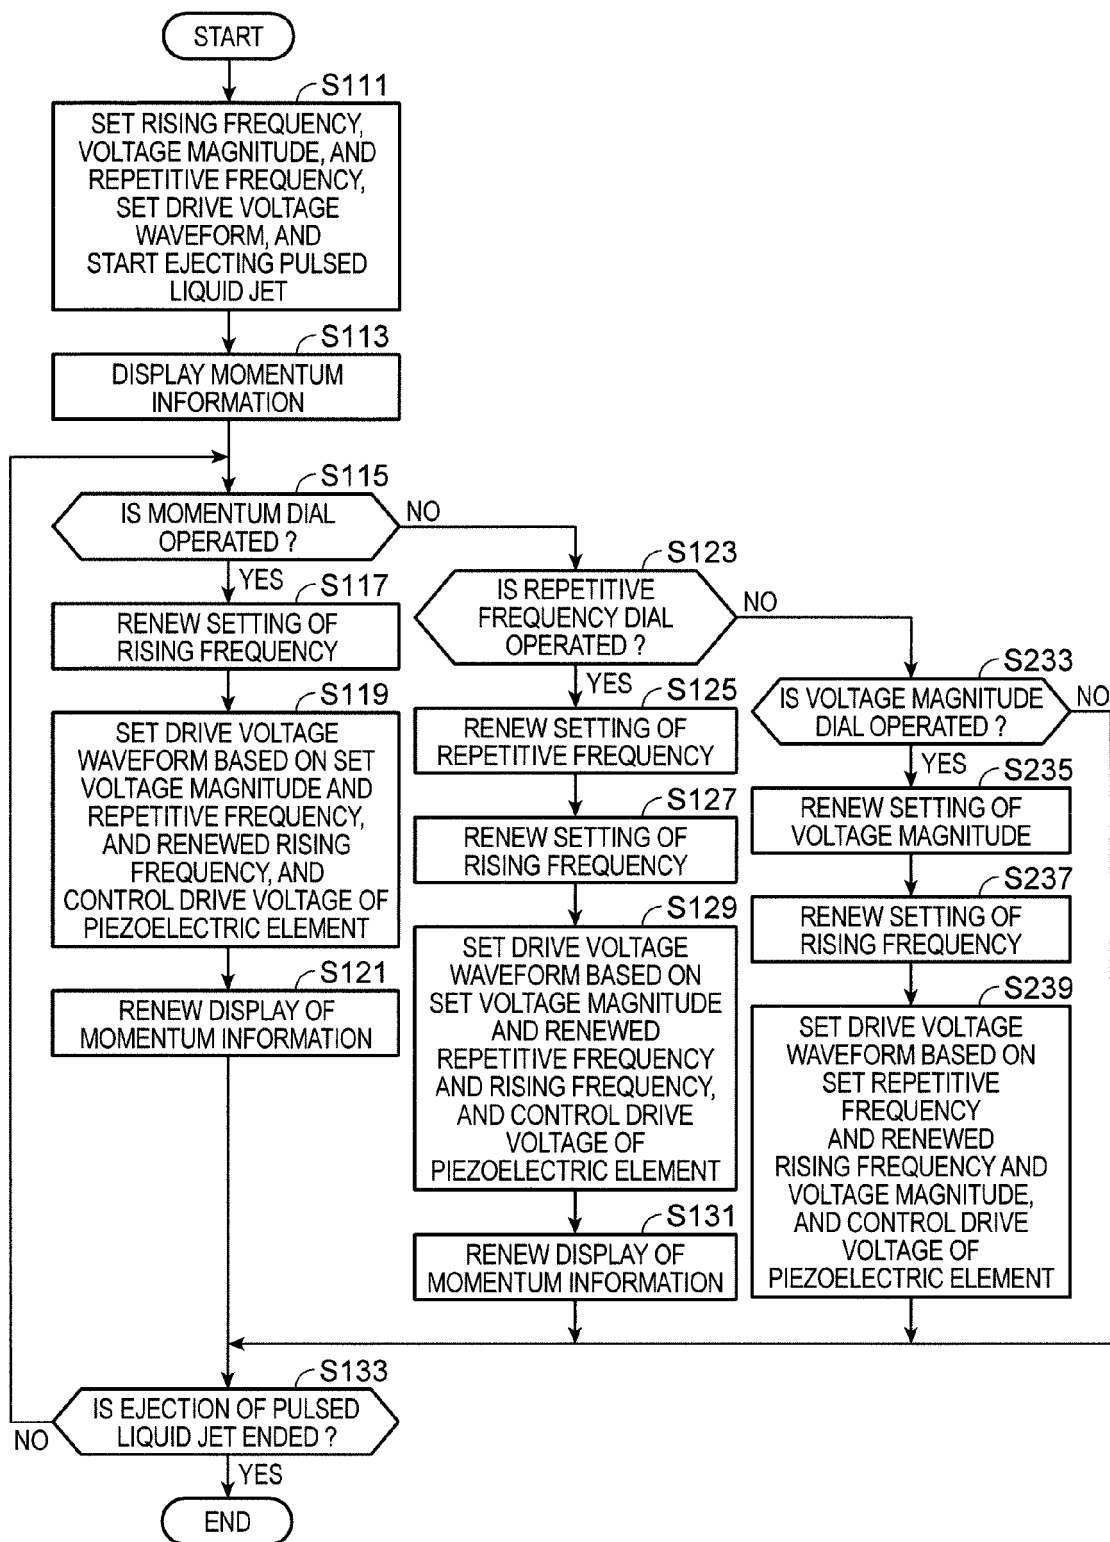 START
S111
SET RISING FREQUENCY,
VOLTAGE MAGNITUDE, AND
REPETITIVE FREQUENCY,
SET DRIVE VOLTAGE
WAVEFORM, AND
START EJECTING PULSED
LIQUID JET
S113
DISPLAY MOMENTUM
INFORMATION
S115
IS MOMENTUM DIAL
OPERATED ?
NO
YES
S117
RENEW SETTING OF
RISING FREQUENCY
S119
SET DRIVE VOLTAGE
WAVEFORM BASED ON SET
VOLTAGE MAGNITUDE AND
REPETITIVE FREQUENCY,
AND RENEWED RISING
FREQUENCY, AND
CONTROL DRIVE VOLTAGE OF
PIEZOELECTRIC ELEMENT
S121
RENEW DISPLAY OF
MOMENTUM INFORMATION
S123
IS REPETITIVE
FREQUENCY DIAL
OPERATED ?
NO
YES
S125
RENEW SETTING OF
REPETITIVE FREQUENCY
S127
RENEW SETTING OF
RISING FREQUENCY
S129
SET DRIVE VOLTAGE
WAVEFORM BASED ON
SET VOLTAGE MAGNITUDE
AND RENEWED
REPETITIVE FREQUENCY
AND RISING FREQUENCY,
AND CONTROL DRIVE
VOLTAGE OF
PIEZOELECTRIC ELEMENT
S131
RENEW DISPLAY OF
MOMENTUM INFORMATION
S233
IS VOLTAGE MAGNITUDE
DIAL OPERATED ?
NO
YES
S235
RENEW SETTING OF
VOLTAGE MAGNITUDE
S237
RENEW SETTING OF
RISING FREQUENCY
S239
SET DRIVE VOLTAGE
WAVEFORM BASED ON
SET REPETITIVE
FREQUENCY
AND RENEWED
RISING FREQUENCY AND
VOLTAGE MAGNITUDE,
AND CONTROL DRIVE
VOLTAGE OF
PIEZOELECTRIC ELEMENT
S133
IS EJECTION OF PULSED
LIQUID JET ENDED ?
NO
YES
END